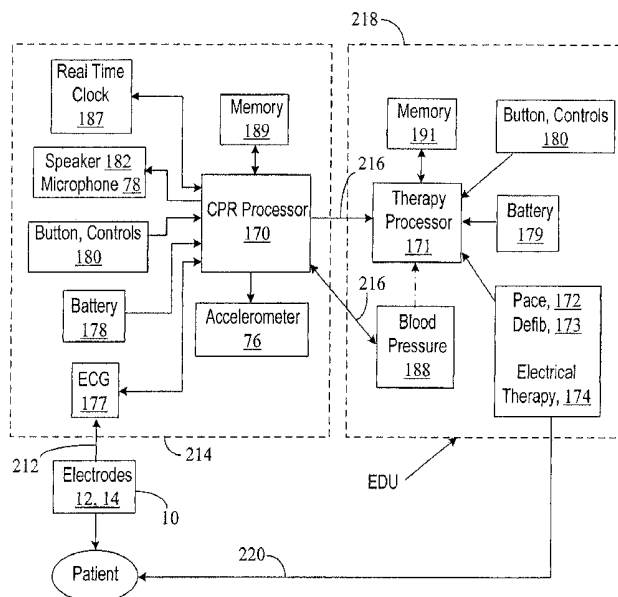 218
Real Time
Clock
187
Memory
189
Speaker 182
Microphone 78
CPR Processor
170
Button, Controls
180
Battery
178
Accelerometer
76
ECG
177
212
214
Electrodes
12, 14
10
Patient
216
216
Memory
191
Button, Controls
180
Therapy
Processor
171
Battery
179
Blood
Pressure
188
Pace, 172
Defib, 173
Electrical
Therapy, 174
EDU
220